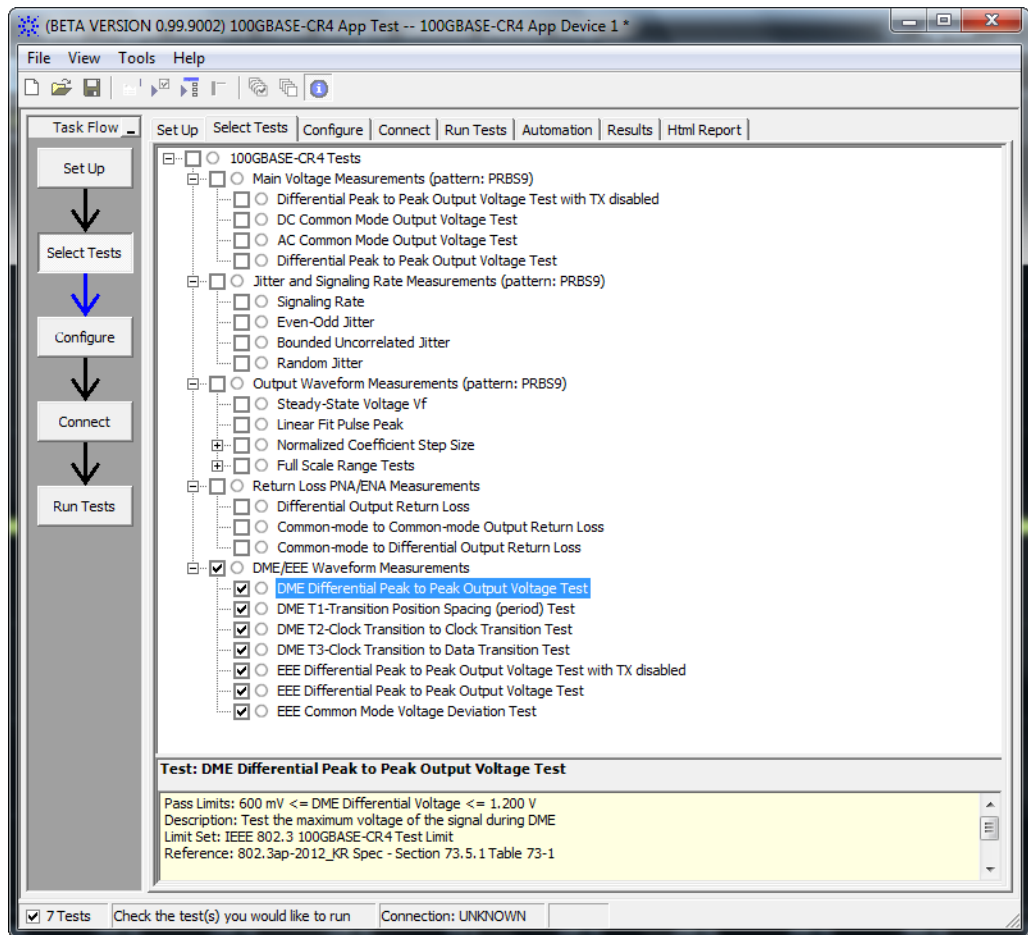 (BETA VERSION 0.99.9002) 100GBASE-CR4 App Test -- 100GBASE-CR4 App Device 1 *
File View Tools Help
Task Flow
Set Up Select Tests Configure Connect Run Tests Automation Results Html Report
Set Up
Select Tests
Configure
Connect
Run Tests
100GBASE-CR4 Tests
Main Voltage Measurements (pattern: PRBS9)
Differential Peak to Peak Output Voltage Test with TX disabled
DC Common Mode Output Voltage Test
AC Common Mode Output Voltage Test
Differential Peak to Peak Output Voltage Test
Jitter and Signaling Rate Measurements (pattern: PRBS9)
Signaling Rate
Even-Odd Jitter
Bounded Uncorrelated Jitter
Random Jitter
Output Waveform Measurements (pattern: PRBS9)
Steady-State Voltage Vf
Linear Fit Pulse Peak
Normalized Coefficient Step Size
Full Scale Range Tests
Return Loss PNA/ENA Measurements
Differential Output Return Loss
Common-mode to Common-mode Output Return Loss
Common-mode to Differential Output Return Loss
DME/EEE Waveform Measurements
DME Differential Peak to Peak Output Voltage Test
DME T1-Transition Position Spacing (period) Test
DME T2-Clock Transition to Clock Transition Test
DME T3-Clock Transition to Data Transition Test
EEE Differential Peak to Peak Output Voltage Test with TX disabled
EEE Differential Peak to Peak Output Voltage Test
EEE Common Mode Voltage Deviation Test
Test: DME Differential Peak to Peak Output Voltage Test
Pass Limits: 600 mV <= DME Differential Voltage <= 1.200 V
Description: Test the maximum voltage of the signal during DME
Limit Set: IEEE 802.3 100GBASE-CR4 Test Limit
Reference: 802.3ap-2012_KR Spec - Section 73.5.1 Table 73-1
7 Tests Check the test(s) you would like to run Connection: UNKNOWN